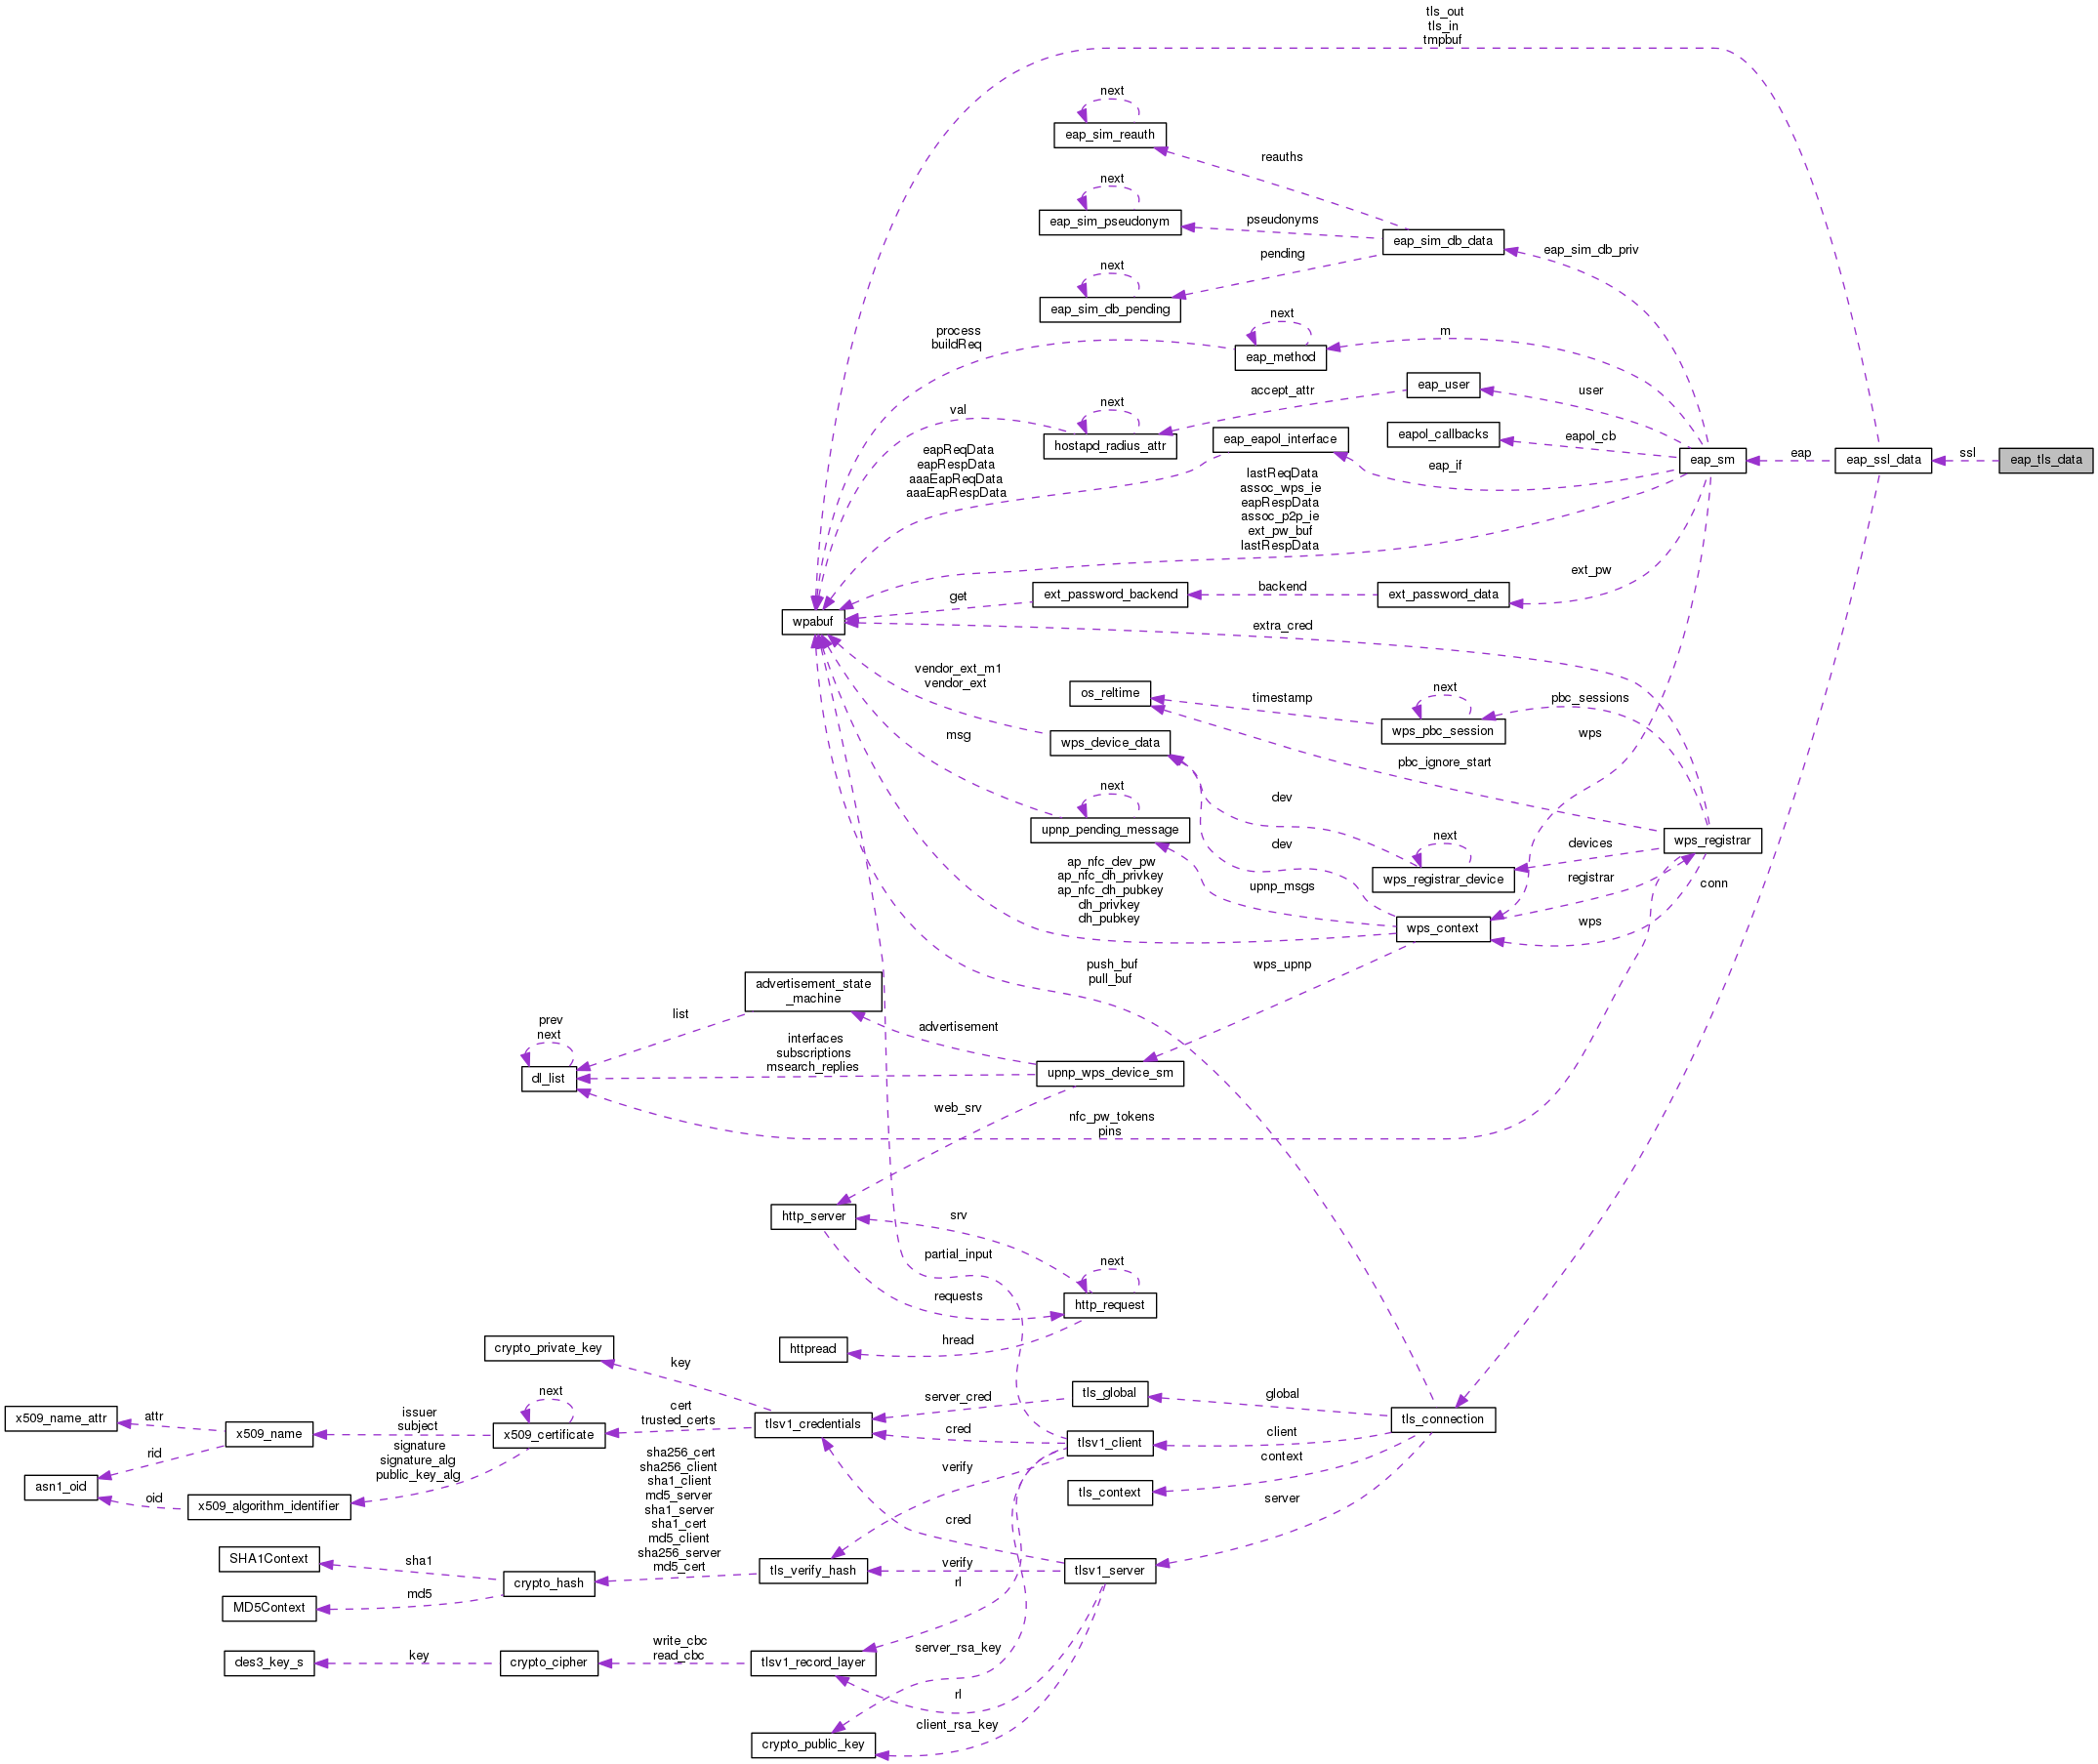 tls_out
tls_in
tmpbuf
next
eap_sim_reauth
reauths
next
eap_sim_pseudonym
pseudonyms
eap_sim_db_data
eap_sim_db_priv
pending
next
eap_sim_db_pending
process
buildReq
next
eap_method
m
eap_user
user
accept_attr
val
next
hostapd_radius_attr
eap_eapol_interface
eapol_callbacks
eapol_cb
eap_if
eap_sm
eap
eap_ssl_data
ssl
eap_tls_data
eapReqData
eapRespData
aaaEapReqData
aaaEapRespData
lastReqData
assoc_wps_ie
eapRespData
assoc_p2p_ie
ext_pw_buf
lastRespData
ext_pw
get
ext_password_backend
backend
ext_password_data
wpabuf
extra_cred
vendor_ext_m1
vendor_ext
os_reltime
timestamp
next
wps_pbc_session
pbc_sessions
wps
msg
wps_device_data
pbc_ignore_start
next
upnp_pending_message
dev
dev
next
wps_registrar_device
devices
wps_registrar
registrar
conn
ap_nfc_dev_pw
ap_nfc_dh_privkey
ap_nfc_dh_pubkey
dh_privkey
dh_pubkey
upnp_msgs
wps_context
wps
push_buf
pull_buf
wps_upnp
advertisement_state
_machine
list
advertisement
prev
next
dl_list
interfaces
subscriptions
msearch_replies
upnp_wps_device_sm
web_srv
nfc_pw_tokens
pins
http_server
srv
partial_input
next
requests
http_request
hread
httpread
crypto_private_key
key
next
x509_name_attr
attr
x509_name
issuer
subject
x509_certificate
cert
trusted_certs
tlsv1_credentials
server_cred
tls_global
global
tls_connection
cred
tlsv1_client
client
context
rid
asn1_oid
oid
signature
signature_alg
public_key_alg
x509_algorithm_identifier
verify
tls_context
server
sha256_cert
sha256_client
sha1_client
md5_server
sha1_server
sha1_cert
md5_client
sha256_server
md5_cert
cred
SHA1Context
sha1
crypto_hash
tls_verify_hash
verify
tlsv1_server
rl
MD5Context
md5
des3_key_s
key
crypto_cipher
write_cbc
read_cbc
tlsv1_record_layer
server_rsa_key
rl
client_rsa_key
crypto_public_key